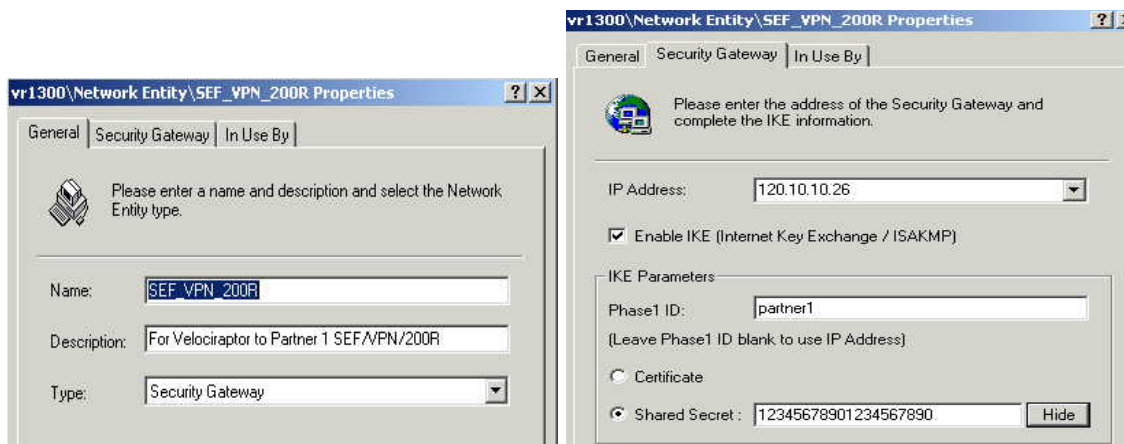 vr1300\Network Entity\SEF_VPN_200R Properties
General
Security Gateway
In Use By
Please enter a name and description and select the Network
Entity type.
Name:
SEF_VPN_200R
Description:
For Velociraptor to Partner 1 SEF/VPN/200R
Type:
Security Gateway
vr1300\Network Entity\SEF_VPN_200R Properties
General
Security Gateway
In Use By
Please enter the address of the Security Gateway and
complete the IKE information.
IP Address:
120.10.10.26
Enable IKE (Internet Key Exchange / ISAKMP)
IKE Parameters
Phase1 ID:
partner1
(Leave Phase1 ID blank to use IP Address)
Certificate
Shared Secret :
12345678901234567890
Hide